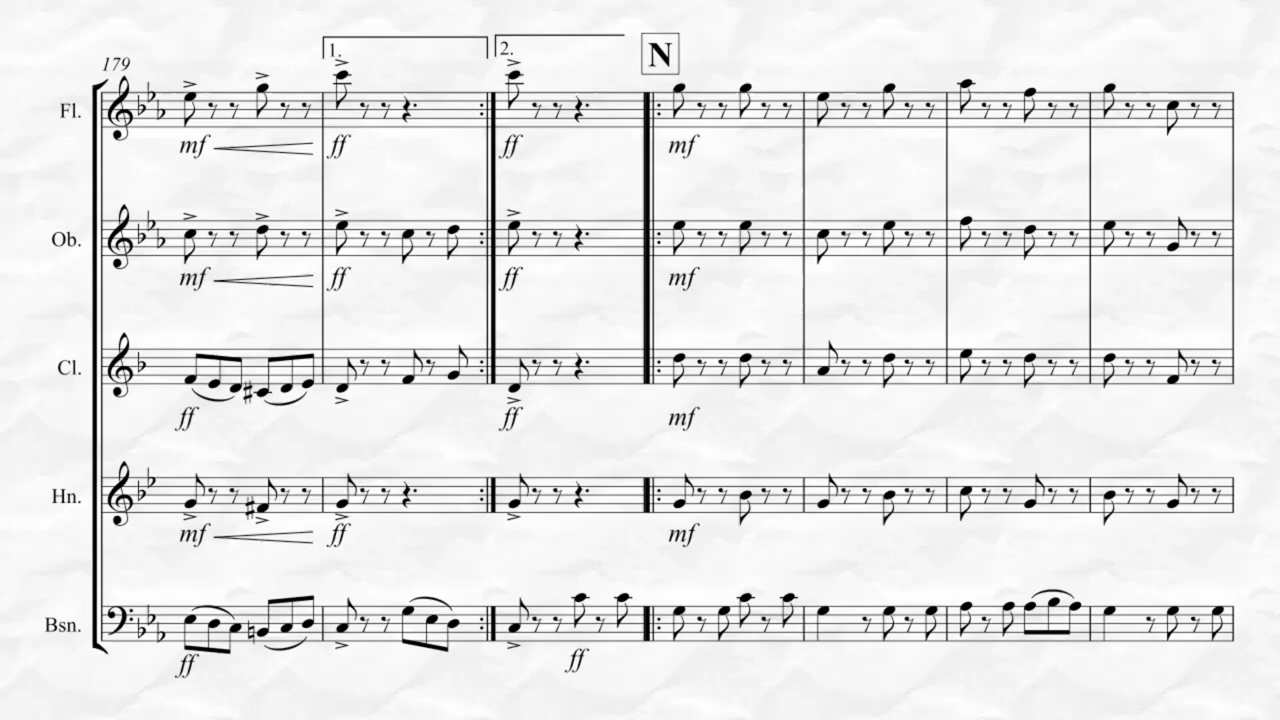 1.
2.
N
179
Fl.
mf ff ff mf
Ob.
mf ff ff mf
Cl.
ff ff mf
Hn.
mf ff mf
Bsn.
ff ff